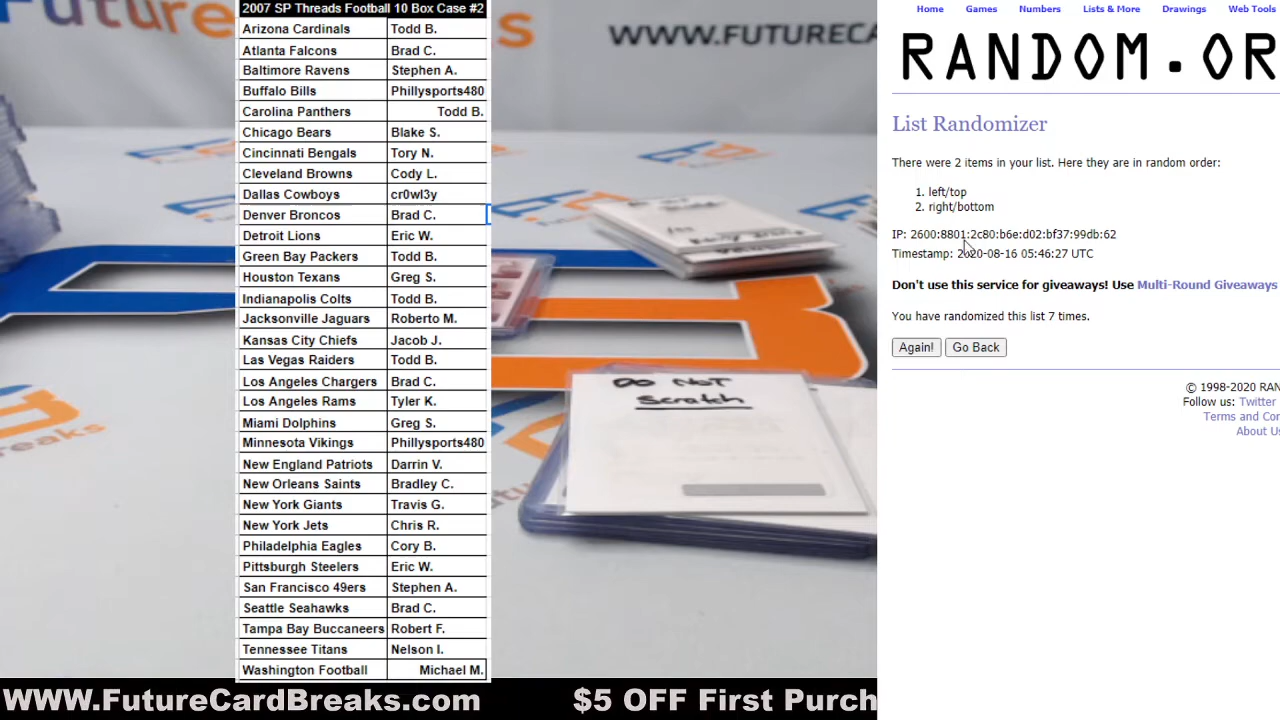 2007 SP Threads Football 10 Box Case #2
Arizona Cardinals Todd B.
Atlanta Falcons Brad C.
Baltimore Ravens Stephen A.
Buffalo Bills Phillysports480
Carolina Panthers Todd B.
Chicago Bears Blake S.
Cincinnati Bengals Tory N.
Cleveland Browns Cody L.
Dallas Cowboys cr0wl3y
Denver Broncos Brad C.
Detroit Lions Eric W.
Green Bay Packers Todd B.
Houston Texans Greg S.
Indianapolis Colts Todd B.
Jacksonville Jaguars Roberto M.
Kansas City Chiefs Jacob J.
Las Vegas Raiders Todd B.
Los Angeles Chargers Brad C.
Los Angeles Rams Tyler K.
Miami Dolphins Greg S.
Minnesota Vikings Phillysports480
New England Patriots Darrin V.
New Orleans Saints Bradley C.
New York Giants Travis G.
New York Jets Chris R.
Philadelphia Eagles Cory B.
Pittsburgh Steelers Eric W.
San Francisco 49ers Stephen A.
Seattle Seahawks Brad C.
Tampa Bay Buccaneers Robert F.
Tennessee Titans Nelson I.
Washington Football Michael M.
WWW.FUTURECA
Do Not
Scratch
Breaks
WWW.FutureCardBreaks.com $5 OFF First Purch
Home Games Numbers Lists & More Drawings Web Tools
RANDOM.OR
List Randomizer
There were 2 items in your list. Here they are in random order:
1. left/top
2. right/bottom
IP: 2600:8801:2c80:b6e:d02:bf37:99db:62
Timestamp: 2020-08-16 05:46:27 UTC
Don't use this service for giveaways! Use Multi-Round Giveaways
You have randomized this list 7 times.
Again! Go Back
© 1998-2020 RAN
Follow us: Twitter
Terms and Con
About Us